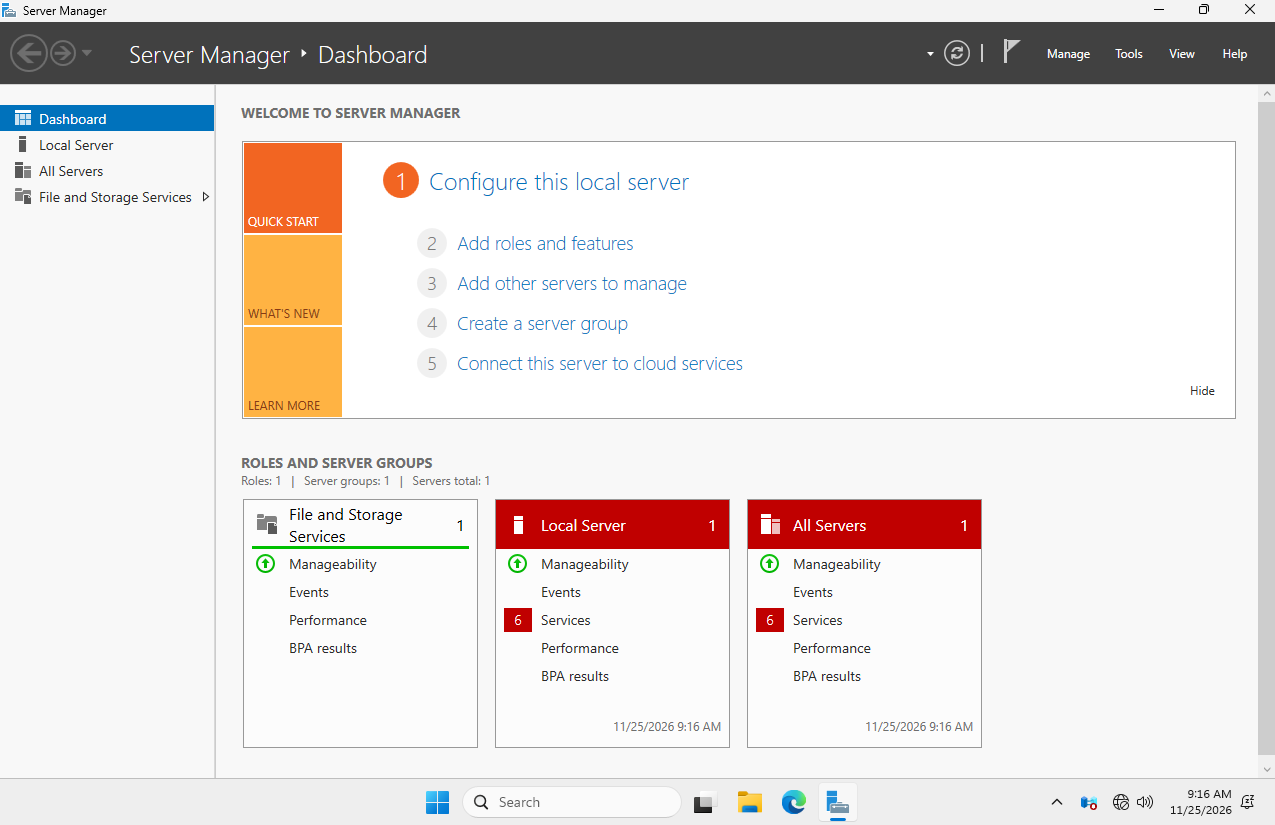 Server Manager
Server Manager Dashboard
Manage Tools View Help
Dashboard
Local Server
All Servers
File and Storage Services
WELCOME TO SERVER MANAGER
QUICK START
WHAT'S NEW
LEARN MORE
1 Configure this local server
2 Add roles and features
3 Add other servers to manage
4 Create a server group
5 Connect this server to cloud services
Hide
ROLES AND SERVER GROUPS
Roles: 1 | Server groups: 1 | Servers total: 1
File and Storage
Services
1
Manageability
Events
Performance
BPA results
Local Server 1
Manageability
Events
6 Services
Performance
BPA results
11/25/2026 9:16 AM
All Servers 1
Manageability
Events
6 Services
Performance
BPA results
11/25/2026 9:16 AM
Search
9:16 AM
11/25/2026